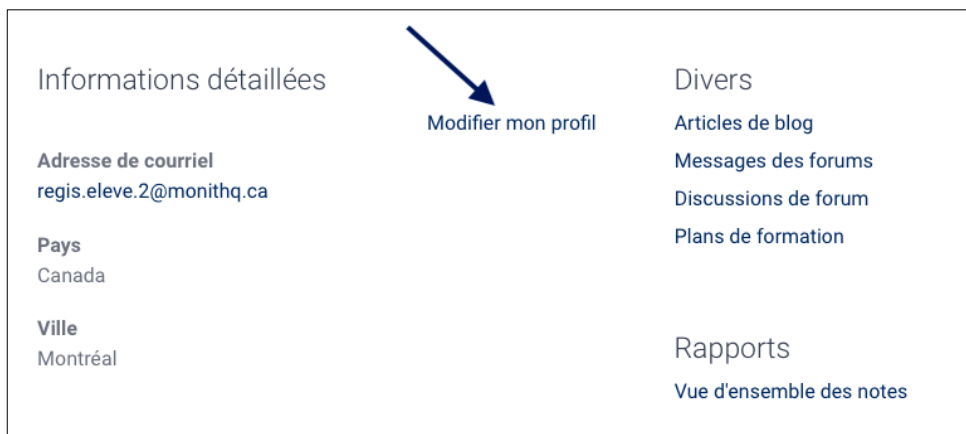 Informations détaillées
Modifier mon profil
Adresse de courriel
regis.eleve.2@monithq.ca
Pays
Canada
Ville
Montréal
Divers
Articles de blog
Messages des forums
Discussions de forum
Plans de formation
Rapports
Vue d'ensemble des notes